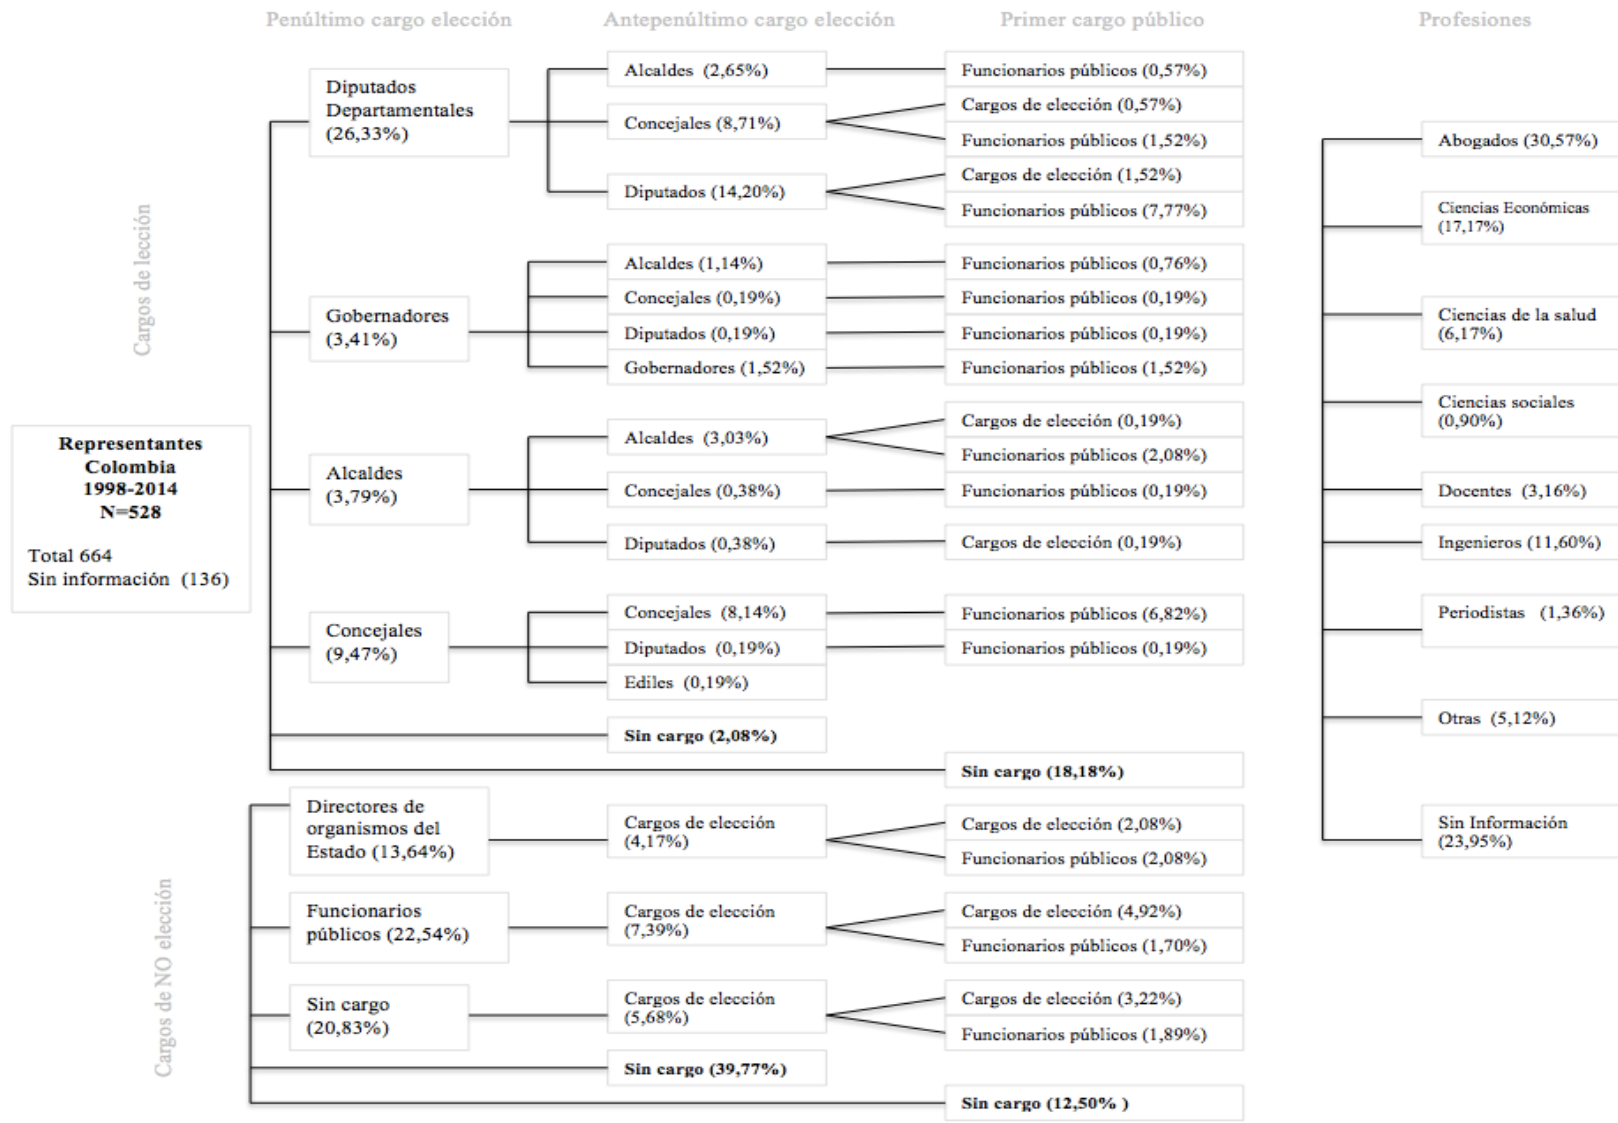 Penúltimo cargo elección
Antepenúltimo cargo elección
Primer cargo público
Profesiones
Cargos de lección
Cargos de NO elección
Representantes
Colombia
1998-2014
N=528
Total 664
Sin información (136)
Diputados
Departamentales
(26,33%)
Alcaldes (2,65%)
Funcionarios públicos (0,57%)
Concejales (8,71%)
Cargos de elección (0,57%)
Funcionarios públicos (1,52%)
Diputados (14,20%)
Cargos de elección (1,52%)
Funcionarios públicos (7,77%)
Gobernadores
(3,41%)
Alcaldes (1,14%)
Funcionarios públicos (0,76%)
Concejales (0,19%)
Funcionarios públicos (0,19%)
Diputados (0,19%)
Funcionarios públicos (0,19%)
Gobernadores (1,52%)
Funcionarios públicos (1,52%)
Alcaldes
(3,79%)
Alcaldes (3,03%)
Cargos de elección (0,19%)
Funcionarios públicos (2,08%)
Concejales (0,38%)
Funcionarios públicos (0,19%)
Diputados (0,38%)
Cargos de elección (0,19%)
Concejales
(9,47%)
Concejales (8,14%)
Funcionarios públicos (6,82%)
Diputados (0,19%)
Funcionarios públicos (0,19%)
Ediles (0,19%)
Sin cargo (2,08%)
Sin cargo (18,18%)
Directores de
organismos del
Estado (13,64%)
Cargos de elección
(4,17%)
Cargos de elección (2,08%)
Funcionarios públicos (2,08%)
Funcionarios
públicos (22,54%)
Cargos de elección
(7,39%)
Cargos de elección (4,92%)
Funcionarios públicos (1,70%)
Sin cargo
(20,83%)
Cargos de elección
(5,68%)
Cargos de elección (3,22%)
Funcionarios públicos (1,89%)
Sin cargo (39,77%)
Sin cargo (12,50% )
Abogados (30,57%)
Ciencias Económicas
(17,17%)
Ciencias de la salud
(6,17%)
Ciencias sociales
(0,90%)
Docentes (3,16%)
Ingenieros (11,60%)
Periodistas (1,36%)
Otras (5,12%)
Sin Información
(23,95%)